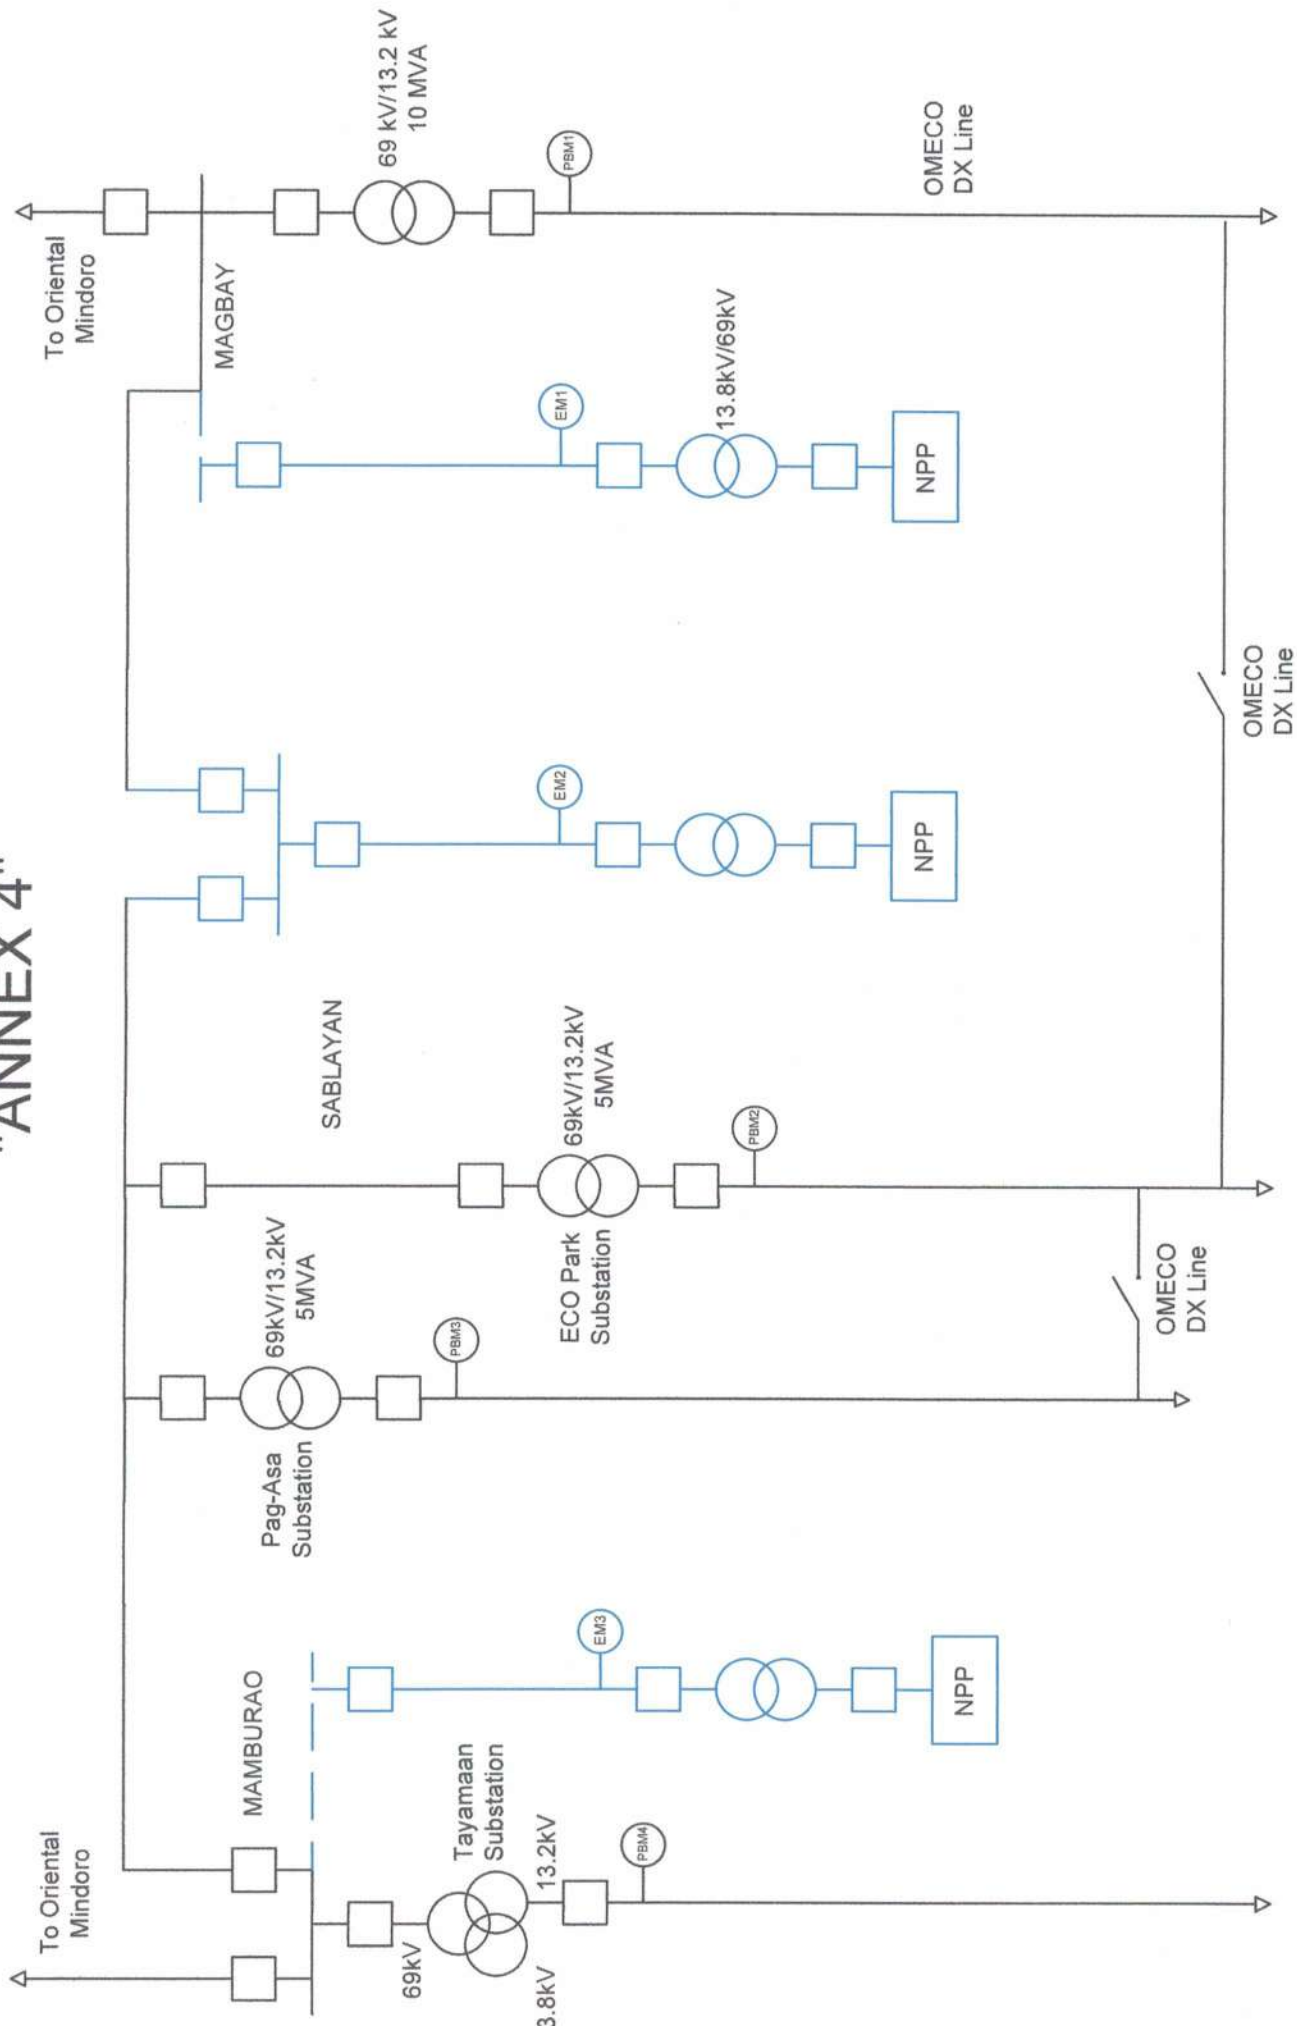 "ANNEX 4"
To Oriental
Mindoro
MAMBURAO
69kV
Tayamaan
Substation
13.2kV
3.8kV
PBM4
EM3
NPP
Pag-Asa
Substation
69kV/13.2kV
5MVA
PBM3
ECO Park
Substation
69kV/13.2kV
5MVA
PBM2
OMECO
DX Line
SABLAYAN
EM2
NPP
OMECO
DX Line
To Oriental
Mindoro
MAGBAY
EM1
13.8kV/69kV
NPP
69 kV/13.2 kV
10 MVA
PBM1
OMECO
DX Line